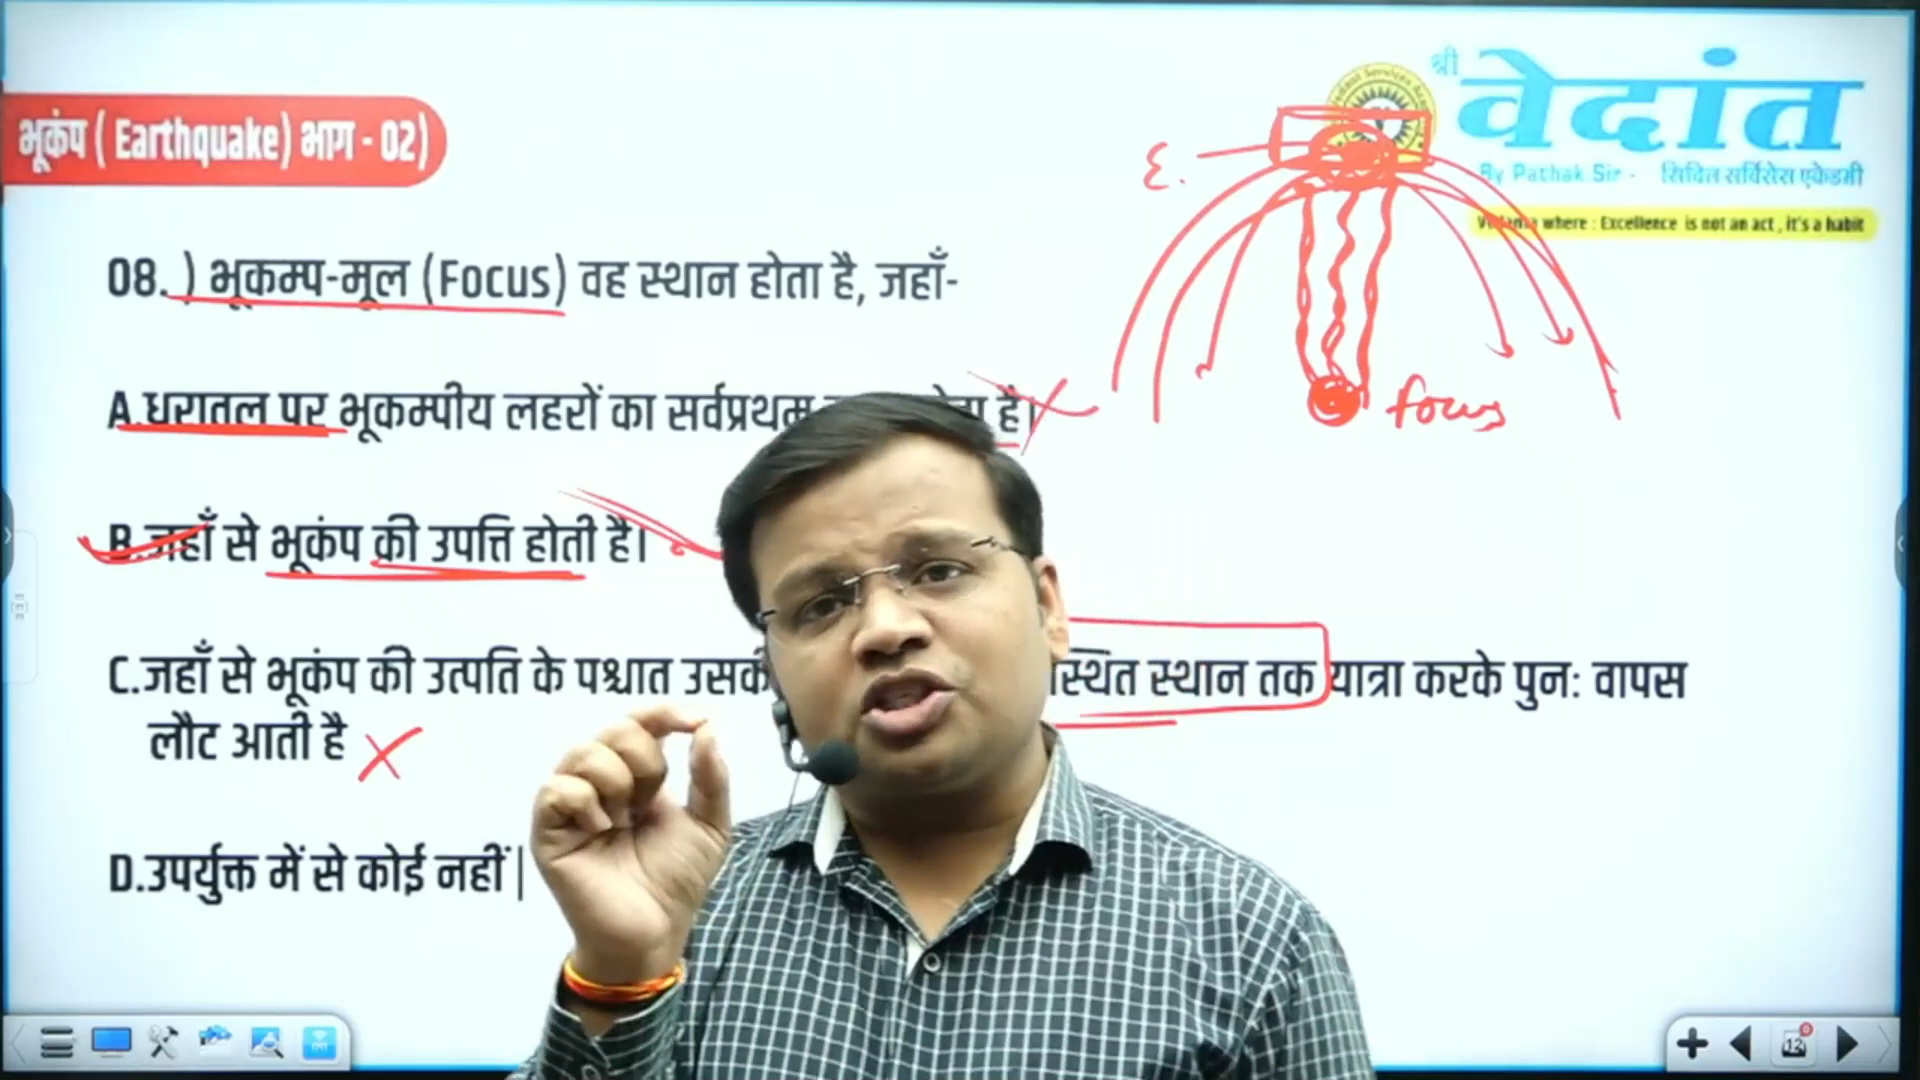 भूकंप ( Earthquake) भाग - 02)
श्री
वेदांत
By Pathak Sir - सिविल सर्विसेस एकेडमी
where : Excellence is not an act , it's a habit
ε.
focus
08. ) भूकम्प-मूल (Focus) वह स्थान होता है, जहाँ-
A.धरातल पर भूकम्पीय लहरों का सर्वप्रथम है।
B.जहाँ से भूकंप की उपत्ति होती है।
C.जहाँ से भूकंप की उत्पति के पश्चात स्थित स्थान तक यात्रा करके पुन: वापस
लौट आती है
D.उपर्युक्त में से कोई नहीं|
12